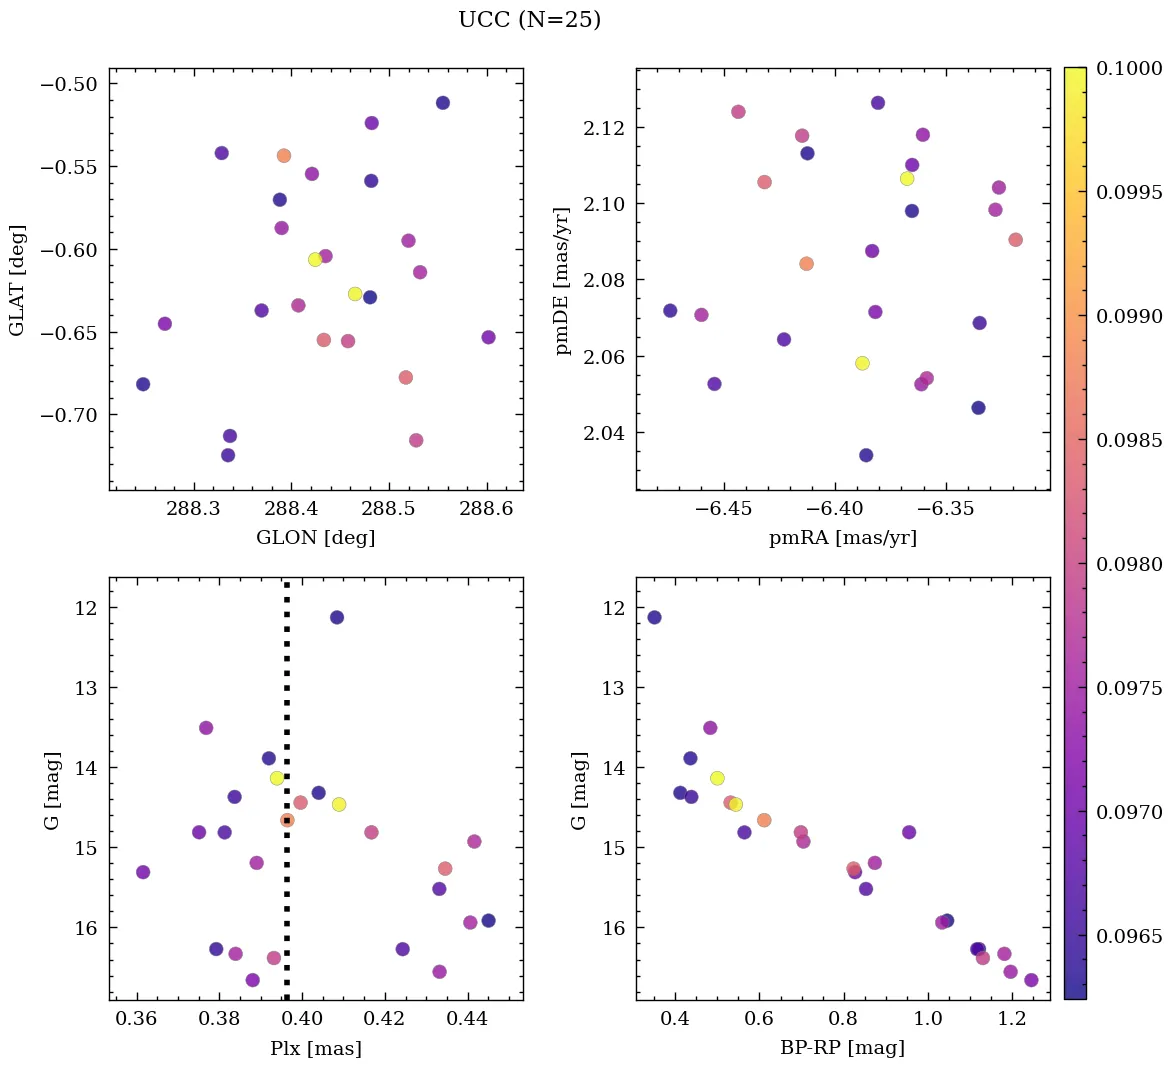 UCC (N=25)
−0.50
−0.55
−0.60
−0.65
−0.70
GLAT [deg]
288.3 288.4 288.5 288.6
GLON [deg]
2.12
2.10
2.08
2.06
2.04
pmDE [mas/yr]
−6.45 −6.40 −6.35
pmRA [mas/yr]
12
13
14
15
16
G [mag]
0.36 0.38 0.40 0.42 0.44
Plx [mas]
12
13
14
15
16
G [mag]
0.4 0.6 0.8 1.0 1.2
BP-RP [mag]
0.1000
0.0995
0.0990
0.0985
0.0980
0.0975
0.0970
0.0965